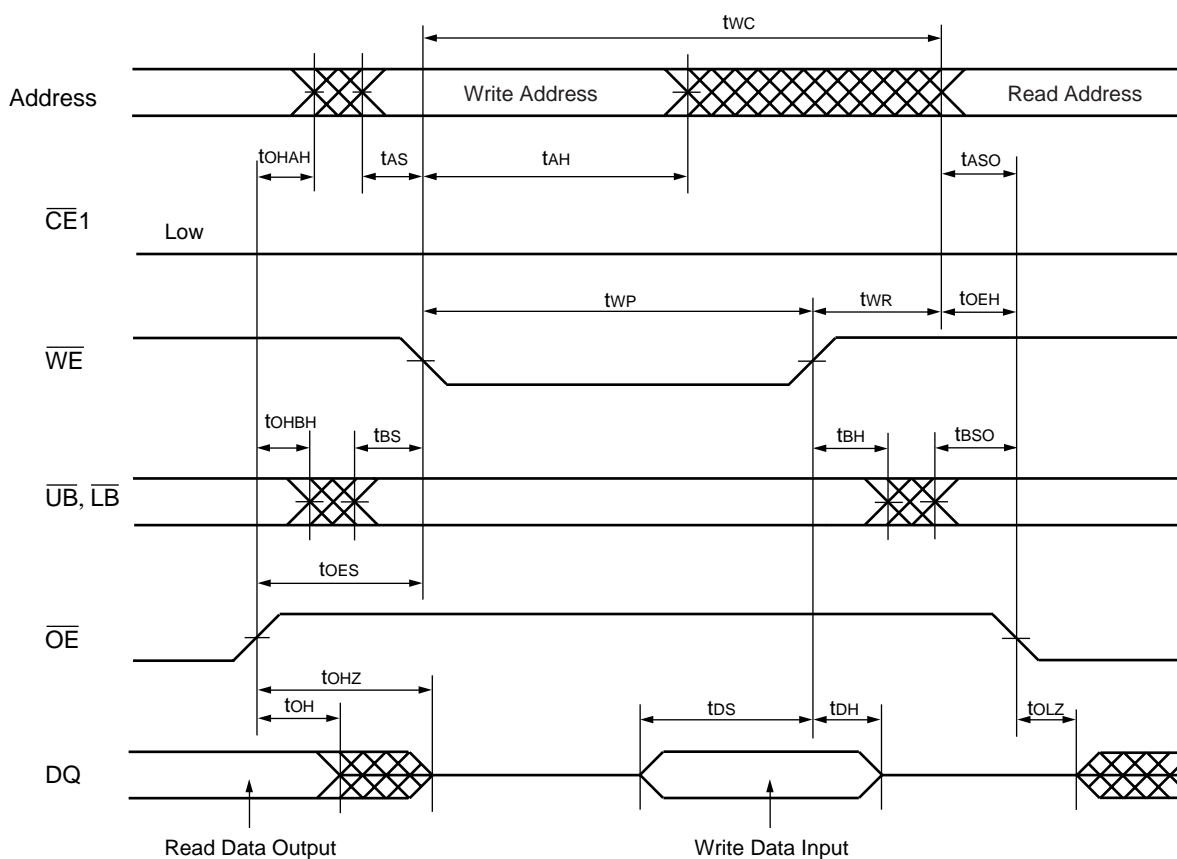 tWC
Address
Write Address
Read Address
tOHAH
tAS
tAH
tASO
CE1
Low
tWP
tWR
tOEH
WE
tOHBH
tBS
tBH
tBSO
UB, LB
tOES
OE
tOHZ
tOH
tDS
tDH
tOLZ
DQ
Read Data Output
Write Data Input